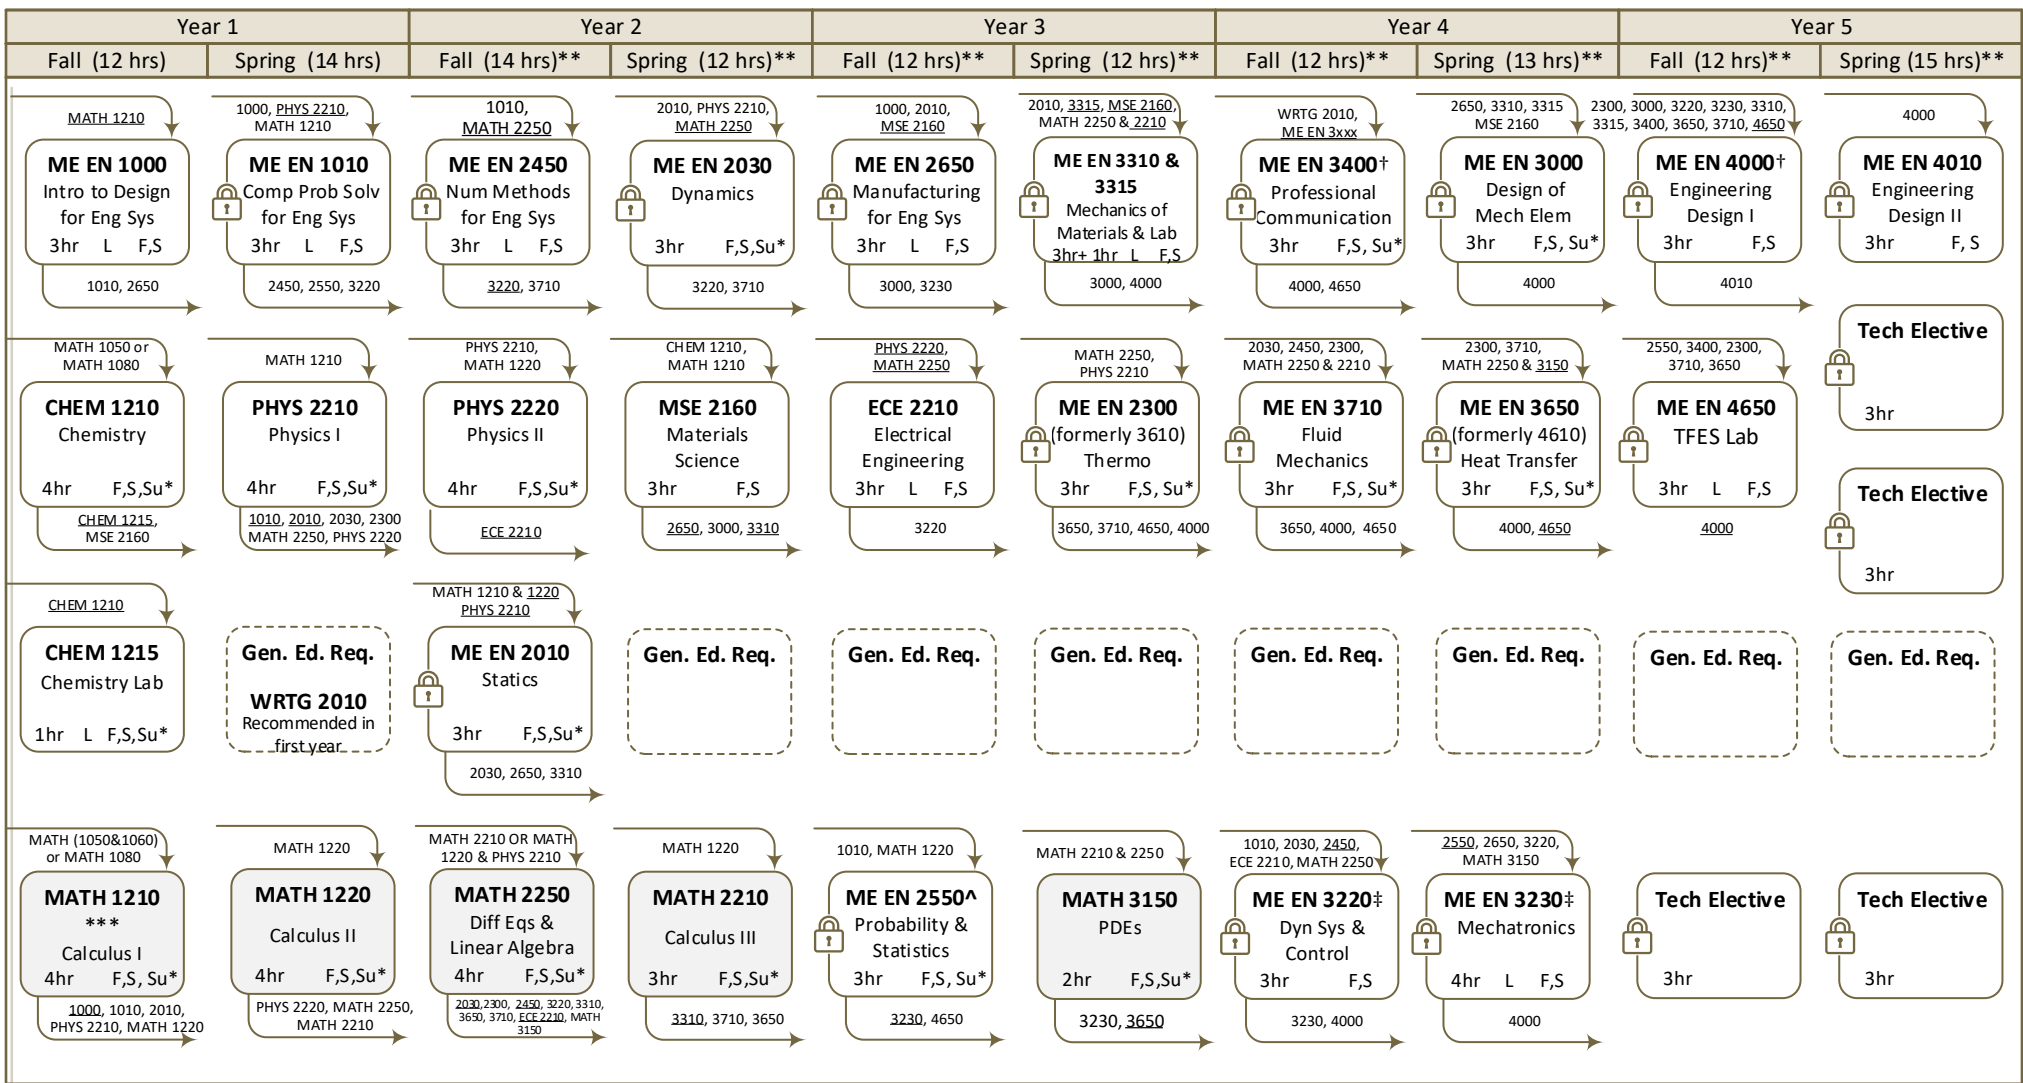 Year 1
Year 2
Year 3
Year 4
Year 5
Fall (12 hrs)
Spring (14 hrs)
Fall (14 hrs)**
Spring (12 hrs)**
Fall (12 hrs)**
Spring (12 hrs)**
Fall (12 hrs)**
Spring (13 hrs)**
Fall (12 hrs)**
Spring (15 hrs)**
MATH 1210
ME EN 1000
Intro to Design
for Eng Sys
3hr L F,S
1010, 2650
1000, PHYS 2210,
MATH 1210
ME EN 1010
Comp Prob Solv
for Eng Sys
3hr L F,S
2450, 2550, 3220
1010,
MATH 2250
ME EN 2450
Num Methods
for Eng Sys
3hr L F,S
3220, 3710
2010, PHYS 2210,
MATH 2250
ME EN 2030
Dynamics
3hr F,S,Su*
3220, 3710
1000, 2010,
MSE 2160
ME EN 2650
Manufacturing
for Eng Sys
3hr L F,S
3000, 3230
2010, 3315, MSE 2160,
MATH 2250 & 2210
ME EN 3310 &
3315
Mechanics of
Materials & Lab
3hr+ 1hr L F,S
3000, 4000
WRTG 2010,
ME EN 3xxx
ME EN 3400†
Professional
Communication
3hr F,S, Su*
4000, 4650
2650, 3310, 3315
MSE 2160
ME EN 3000
Design of
Mech Elem
3hr F,S, Su*
4000
2300, 3000, 3220, 3230, 3310,
3315, 3400, 3650, 3710, 4650
ME EN 4000†
Engineering
Design I
3hr F,S
4010
4000
ME EN 4010
Engineering
Design II
3hr F, S
MATH 1050 or
MATH 1080
CHEM 1210
Chemistry
4hr F,S,Su*
CHEM 1215,
MSE 2160
MATH 1210
PHYS 2210
Physics I
4hr F,S,Su*
1010, 2010, 2030, 2300
MATH 2250, PHYS 2220
PHYS 2210,
MATH 1220
PHYS 2220
Physics II
4hr F,S,Su*
ECE 2210
CHEM 1210,
MATH 1210
MSE 2160
Materials
Science
3hr F,S
2650, 3000, 3310
PHYS 2220,
MATH 2250
ECE 2210
Electrical
Engineering
3hr L F,S
3220
MATH 2250,
PHYS 2210
ME EN 2300
(formerly 3610)
Thermo
3hr F,S, Su*
3650, 3710, 4650, 4000
2030, 2450, 2300,
MATH 2250 & 2210
ME EN 3710
Fluid
Mechanics
3hr F,S, Su*
3650, 4000, 4650
2300, 3710,
MATH 2250 & 3150
ME EN 3650
(formerly 4610)
Heat Transfer
3hr F,S, Su*
4000, 4650
2550, 3400, 2300,
3710, 3650
ME EN 4650
TFES Lab
3hr L F,S
4000
Tech Elective
3hr
Tech Elective
3hr
CHEM 1210
CHEM 1215
Chemistry Lab
1hr L F,S,Su*
Gen. Ed. Req.
WRTG 2010
Recommended in
first year
MATH 1210 & 1220
PHYS 2210
ME EN 2010
Statics
3hr F,S,Su*
2030, 2650, 3310
Gen. Ed. Req.
Gen. Ed. Req.
Gen. Ed. Req.
Gen. Ed. Req.
Gen. Ed. Req.
Gen. Ed. Req.
Gen. Ed. Req.
MATH (1050&1060)
or MATH 1080
MATH 1210
***
Calculus I
4hr F,S, Su*
1000, 1010, 2010,
PHYS 2210, MATH 1220
MATH 1220
MATH 1220
Calculus II
4hr F,S,Su*
PHYS 2220, MATH 2250,
MATH 2210
MATH 2210 OR MATH
1220 & PHYS 2210
MATH 2250
Diff Eqs &
Linear Algebra
4hr F,S,Su*
2030,2300, 2450, 3220, 3310,
3650, 3710, ECE 2210, MATH
3150
MATH 1220
MATH 2210
Calculus III
3hr F,S,Su*
3310, 3710, 3650
1010, MATH 1220
ME EN 2550^
Probability &
Statistics
3hr F,S, Su*
3230, 4650
MATH 2210 & 2250
MATH 3150
PDEs
2hr F,S,Su*
3230, 3650
1010, 2030, 2450,
ECE 2210, MATH 2250
ME EN 3220‡
Dyn Sys &
Control
3hr F,S
3230, 4000
2550, 2650, 3220,
MATH 3150
ME EN 3230‡
Mechatronics
4hr L F,S
4000
Tech Elective
3hr
Tech Elective
3hr